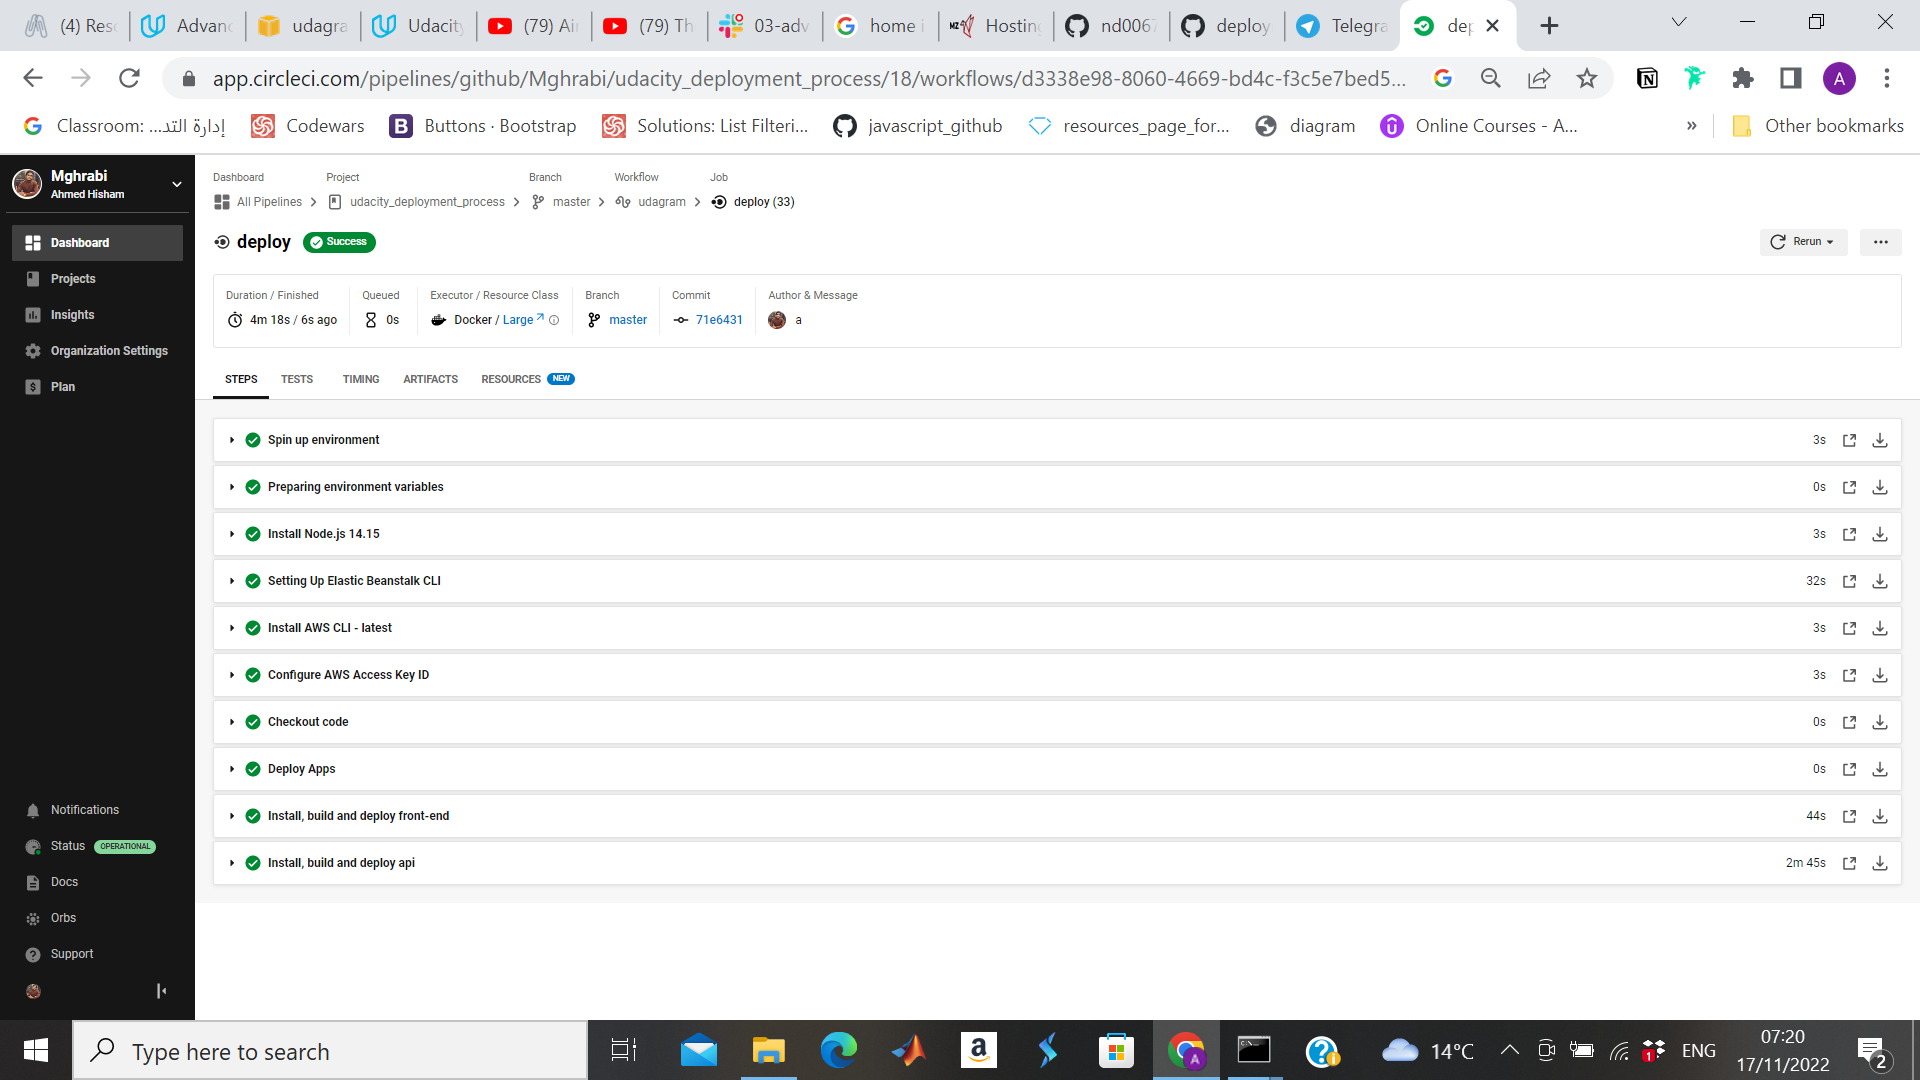 (4) Res
Advanc
udagra
Udacity
(79) Air
(79) Th
03-adv
home i
Hosting
nd0067
deploy
Telegra
dep
app.circleci.com/pipelines/github/Mghrabi/udacity_deployment_process/18/workflows/d3338e98-8060-4669-bd4c-f3c5e7bed5...
A
Classroom: ...إدارة التد
Codewars
Buttons · Bootstrap
Solutions: List Filteri...
javascript_github
resources_page_for...
diagram
Online Courses - A...
»
Other bookmarks
Mghrabi
Ahmed Hisham
Dashboard
Projects
Insights
Organization Settings
Plan
Notifications
Status OPERATIONAL
Docs
Orbs
Support
Dashboard Project Branch Workflow Job
All Pipelines udacity_deployment_process master udagram deploy (33)
deploy Success
Rerun
Duration / Finished Queued Executor / Resource Class Branch Commit Author & Message
4m 18s / 6s ago 0s Docker / Large master 71e6431 a
STEPS TESTS TIMING ARTIFACTS RESOURCES NEW
Spin up environment 3s
Preparing environment variables 0s
Install Node.js 14.15 3s
Setting Up Elastic Beanstalk CLI 32s
Install AWS CLI - latest 3s
Configure AWS Access Key ID 3s
Checkout code 0s
Deploy Apps 0s
Install, build and deploy front-end 44s
Install, build and deploy api 2m 45s
Type here to search
14°C
1
ENG
07:20
17/11/2022
2